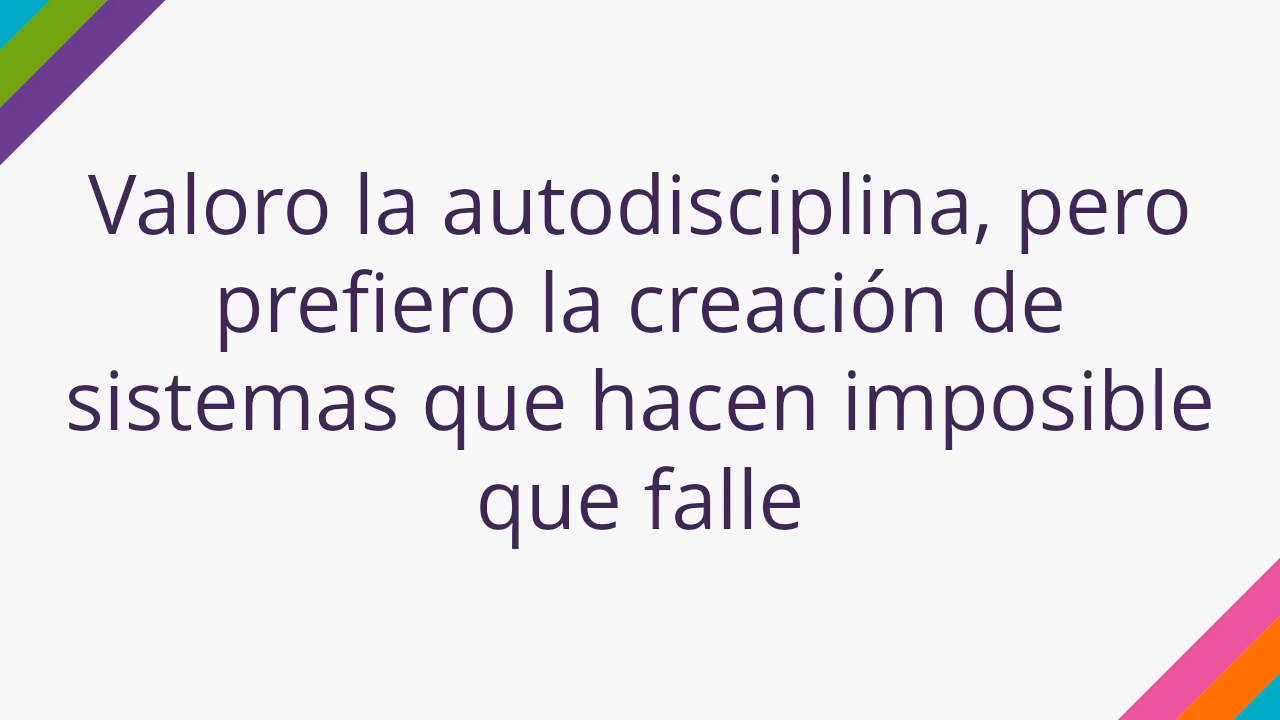 Valoro la autodisciplina, pero
prefiero la creación de
sistemas que hacen imposible
que falle